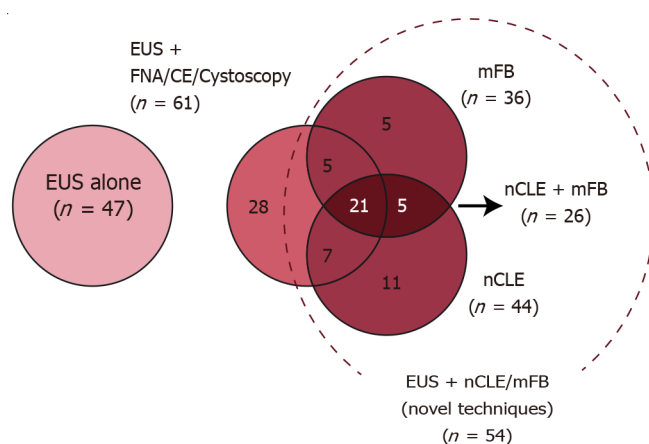 EUS +
FNA/CE/Cystoscopy
(n = 61)
mFB
(n = 36)
5
EUS alone
(n = 47)
5
28
21
5
nCLE + mFB
(n = 26)
7
11
nCLE
(n = 44)
EUS + nCLE/mFB
(novel techniques)
(n = 54)